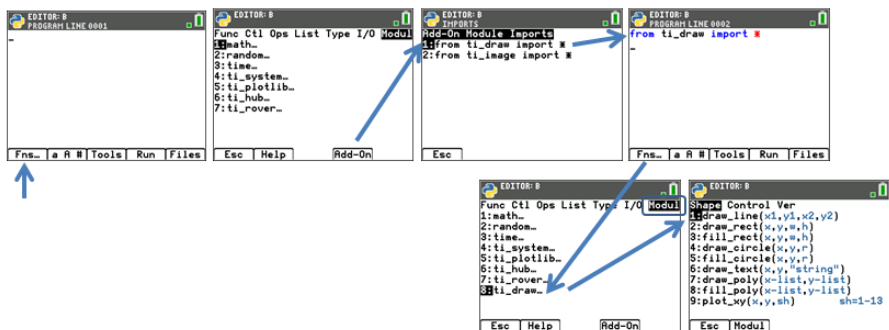 EDITOR: B
PROGRAM LINE 0001
Fns… a A # Tools Run Files
EDITOR: B
Func Ctl Ops List Type I/O Modul
1:math…
2:random…
3:time…
4:ti_system…
5:ti_plotlib…
6:ti_hub…
7:ti_rover…
Esc Help Add-On
EDITOR: B
IMPORTS
Add-On Module Imports
1:from ti_draw import *
2:from ti_image import *
Esc
EDITOR: B
PROGRAM LINE 0002
from ti_draw import *
Fns… a A # Tools Run Files
EDITOR: B
Func Ctl Ops List Type I/O Modul
1:math…
2:random…
3:time…
4:ti_system…
5:ti_plotlib…
6:ti_hub…
7:ti_rover…
8:ti_draw…
Esc Help Add-On
EDITOR: B
Shape Control Ver
1:draw_line(x1,y1,x2,y2)
2:draw_rect(x,y,w,h)
3:fill_rect(x,y,w,h)
4:draw_circle(x,y,r)
5:fill_circle(x,y,r)
6:draw_text(x,y,"string")
7:draw_poly(x-list,y-list)
8:fill_poly(x-list,y-list)
9:plot_xy(x,y,sh) sh=1-13
Esc Modul